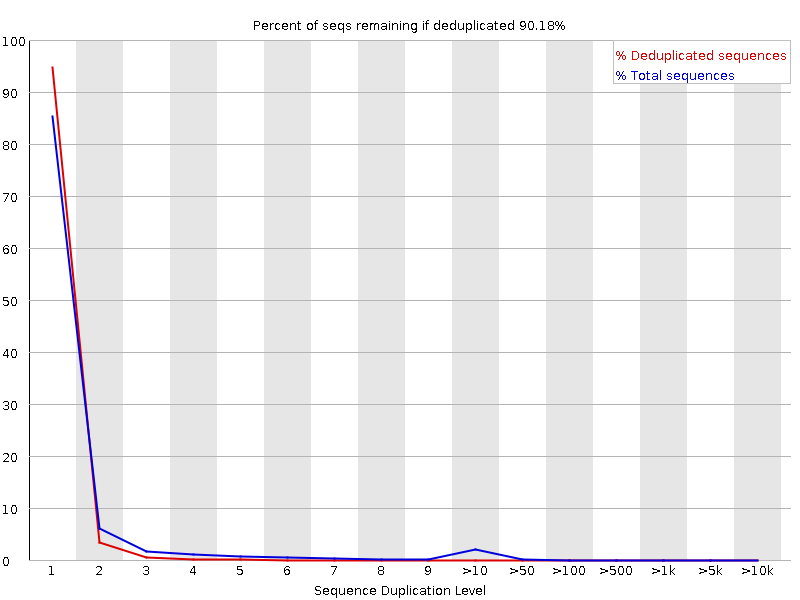 Percent of seqs remaining if deduplicated 90.18%
% Deduplicated sequences
% Total sequences
100
90
80
70
60
50
40
30
20
10
0
1 2 3 4 5 6 7 8 9 >10 >50 >100 >500 >1k >5k >10k
Sequence Duplication Level